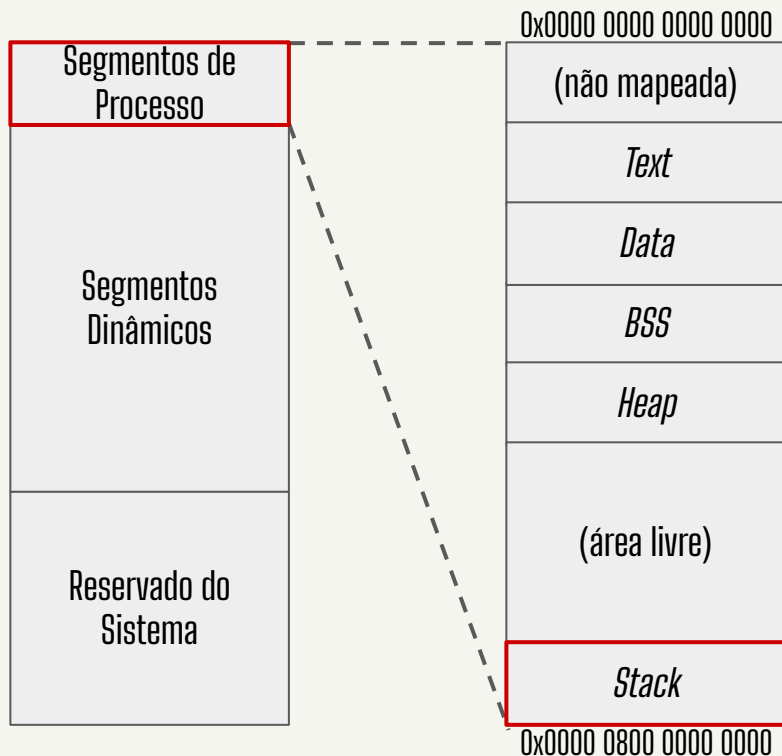 Segmentos de
Processo
Segmentos
Dinâmicos
Reservado do
Sistema
0x0000 0000 0000 0000
(não mapeada)
Text
Data
BSS
Heap
(área livre)
Stack
0x0000 0800 0000 0000